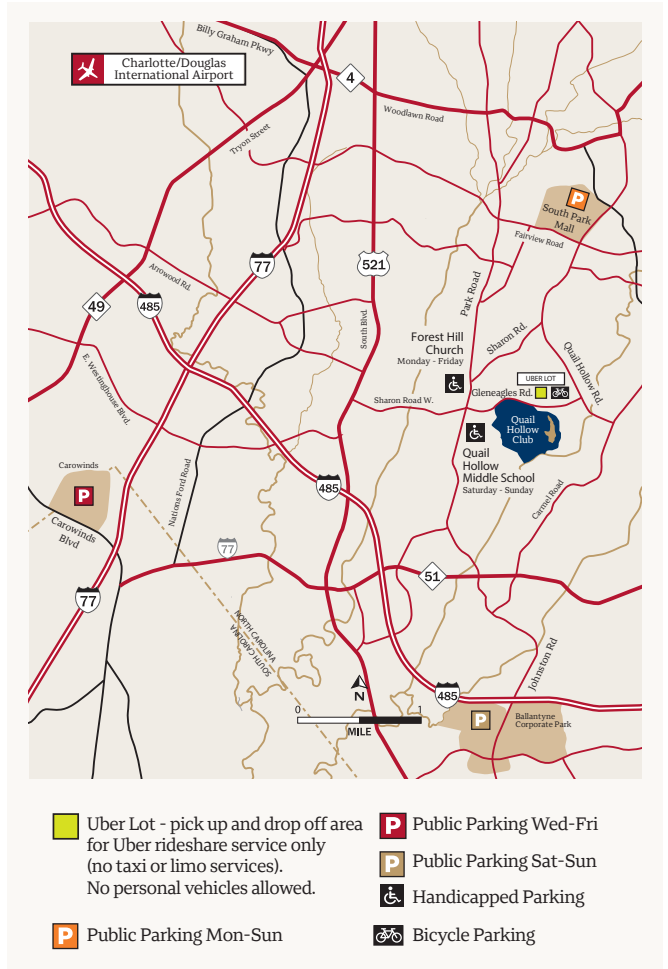 Billy Graham Pkwy
Charlotte/Douglas
International Airport
4
Woodlawn Road
Tryon Street
P
South Park
Mall
Fairview Road
77
521
Arrowood Rd.
485
49
Park Road
South Blvd.
Forest Hill
Church
Monday - Friday
Sharon Rd.
Quail Hollow Rd.
E. Westinghouse Blvd.
UBER LOT
Gleneagles Rd.
Sharon Road W.
Quail
Hollow
Club
Quail
Hollow
Middle School
Saturday - Sunday
Carowinds
P
Carowinds
Blvd
Nations Ford Road
485
Carmel Road
77
51
77
NORTH CAROLINA
SOUTH CAROLINA
Johnston Rd
N
485
0
1
MILE
P
Ballantyne
Corporate Park
Uber Lot - pick up and drop off area
for Uber rideshare service only
(no taxi or limo services).
No personal vehicles allowed.
P Public Parking Mon-Sun
P Public Parking Wed-Fri
P Public Parking Sat-Sun
Handicapped Parking
Bicycle Parking